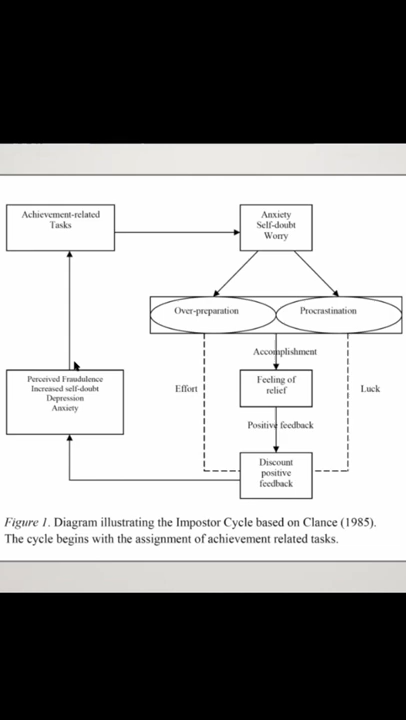 Achievement-related
Tasks
Anxiety
Self-doubt
Worry
Over-preparation
Procrastination
Accomplishment
Perceived Fraudulence
Increased self-doubt
Depression
Anxiety
Effort
Feeling of
relief
Luck
Positive feedback
Discount
positive
feedback
Figure 1. Diagram illustrating the Impostor Cycle based on Clance (1985).
The cycle begins with the assignment of achievement related tasks.